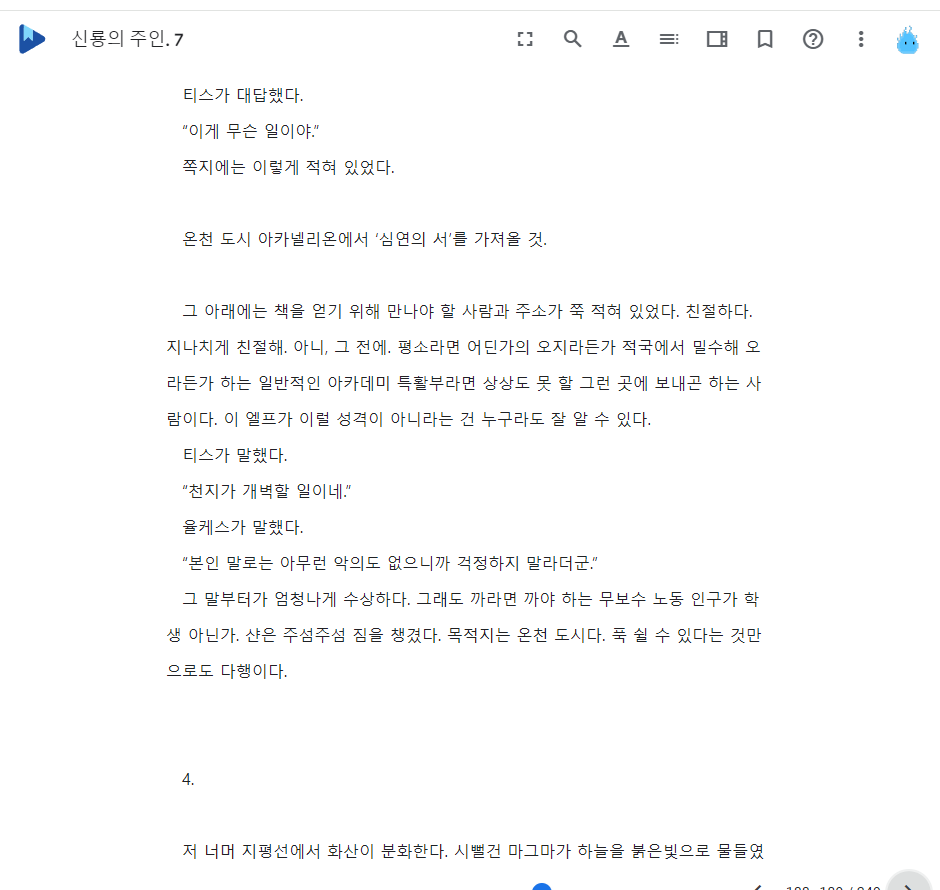 신룡의 주인. 7
티스가 대답했다.
“이게 무슨 일이야.”
쪽지에는 이렇게 적혀 있었다.
온천 도시 아카넬리온에서 ‘심연의 서’를 가져올 것.
그 아래에는 책을 얻기 위해 만나야 할 사람과 주소가 쭉 적혀 있었다. 친절하다.
지나치게 친절해. 아니, 그 전에. 평소라면 어딘가의 오지라든가 적국에서 밀수해 오
라든가 하는 일반적인 아카데미 특활부라면 상상도 못 할 그런 곳에 보내곤 하는 사
람이다. 이 엘프가 이럴 성격이 아니라는 건 누구라도 잘 알 수 있다.
티스가 말했다.
“천지가 개벽할 일이네.”
율케스가 말했다.
“본인 말로는 아무런 악의도 없으니까 걱정하지 말라더군.”
그 말부터가 엄청나게 수상하다. 그래도 까라면 까야 하는 무보수 노동 인구가 학
생 아닌가. 샨은 주섬주섬 짐을 챙겼다. 목적지는 온천 도시다. 푹 쉴 수 있다는 것만
으로도 다행이다.
4.
저 너머 지평선에서 화산이 분화한다. 시뻘건 마그마가 하늘을 붉은빛으로 물들였